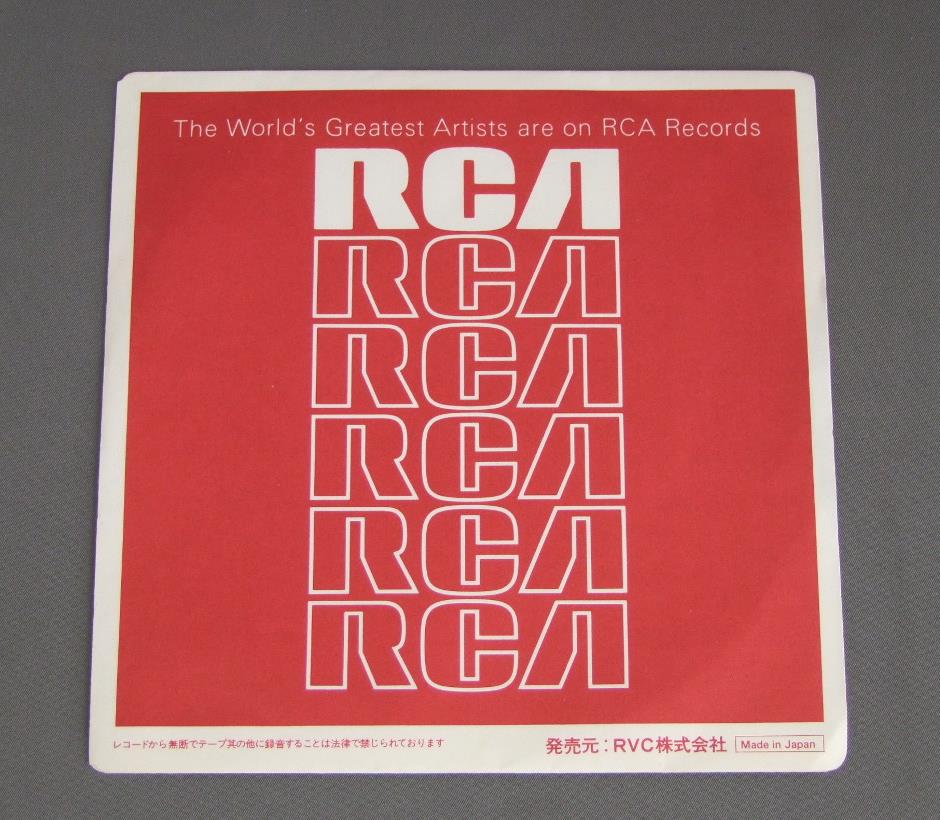 The World's Greatest Artists are on RCA Records
RCA
RCA
RCA
RCA
RCA
RCA
レコードから無断でテープ其の他に録音することは法律で禁じられております
発売元:RVC株式会社 Made in Japan